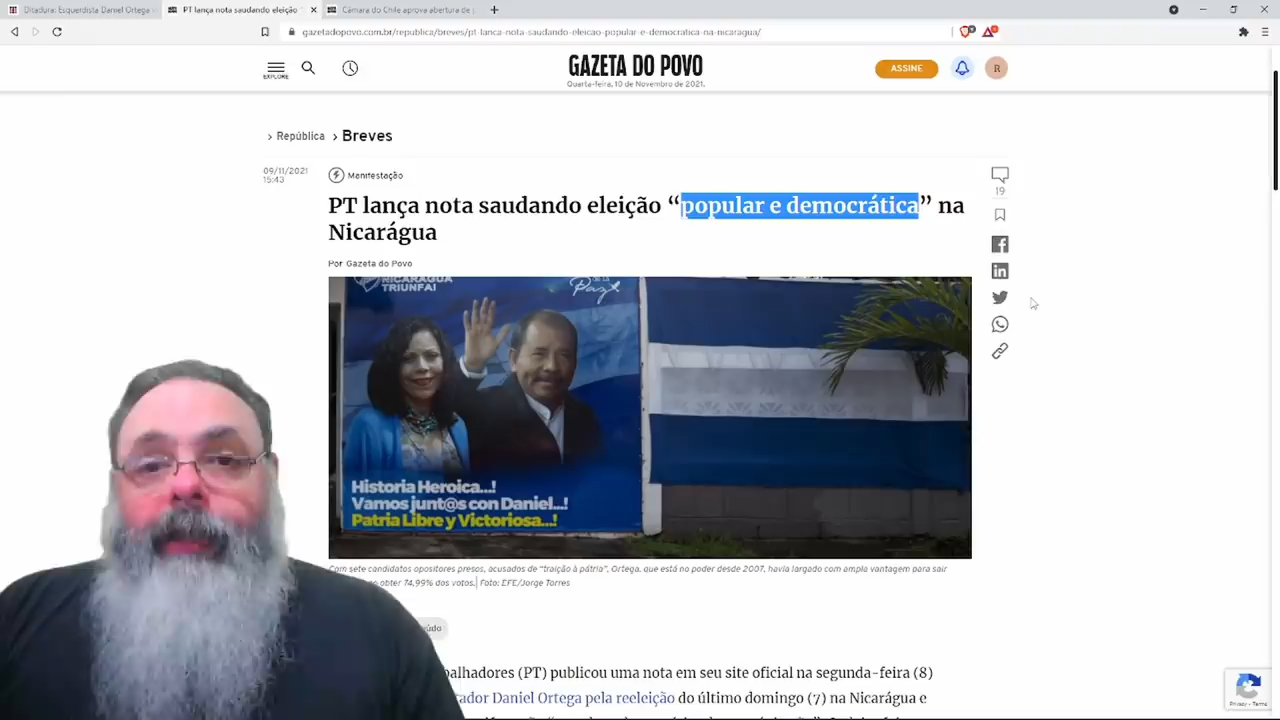 Ditadura: Esquerdista Daniel Ortega
PT lança nota saudando eleição
Câmara do Chile aprova abertura de
gazetadopovo.com.br/republica/breves/pt-lanca-nota-saudando-eleicao-popular-e-democratica-na-nicaragua/
EXPLORE
GAZETA DO POVO
Quarta-feira, 10 de Novembro de 2021.
ASSINE
R
> República > Breves
09/11/2021
15:43
Manifestação
19
PT lança nota saudando eleição “popular e democrática” na
Nicarágua
Por Gazeta do Povo
NICARAGUA
TRIUNFA!
Paz!
Historia Heroica...!
Vamos junt@s con Daniel...!
Patria Libre y Victoriosa...!
Com sete candidatos opositores presos, acusados de “traição à pátria”, Ortega, que está no poder desde 2007, havia largado com ampla vantagem para sair
obter 74,99% dos votos.| Foto: EFE/Jorge Torres
údo
balhadores (PT) publicou uma nota em seu site oficial na segunda-feira (8)
tador Daniel Ortega pela reeleição do último domingo (7) na Nicarágua e
Privacy - Terms